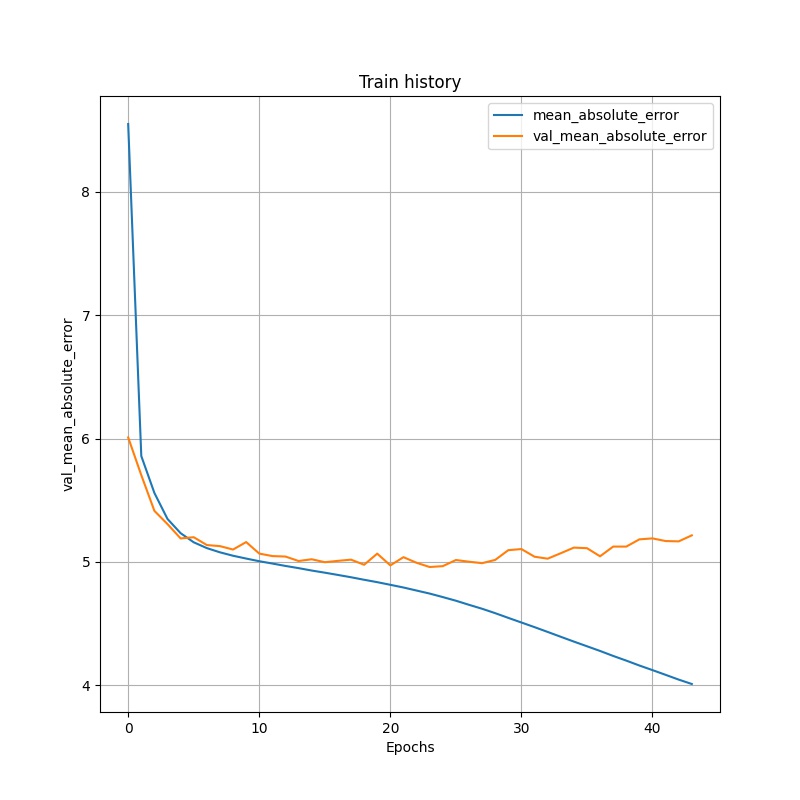 Train history
mean_absolute_error
val_mean_absolute_error
val_mean_absolute_error
8
7
6
5
4
0 10 20 30 40
Epochs